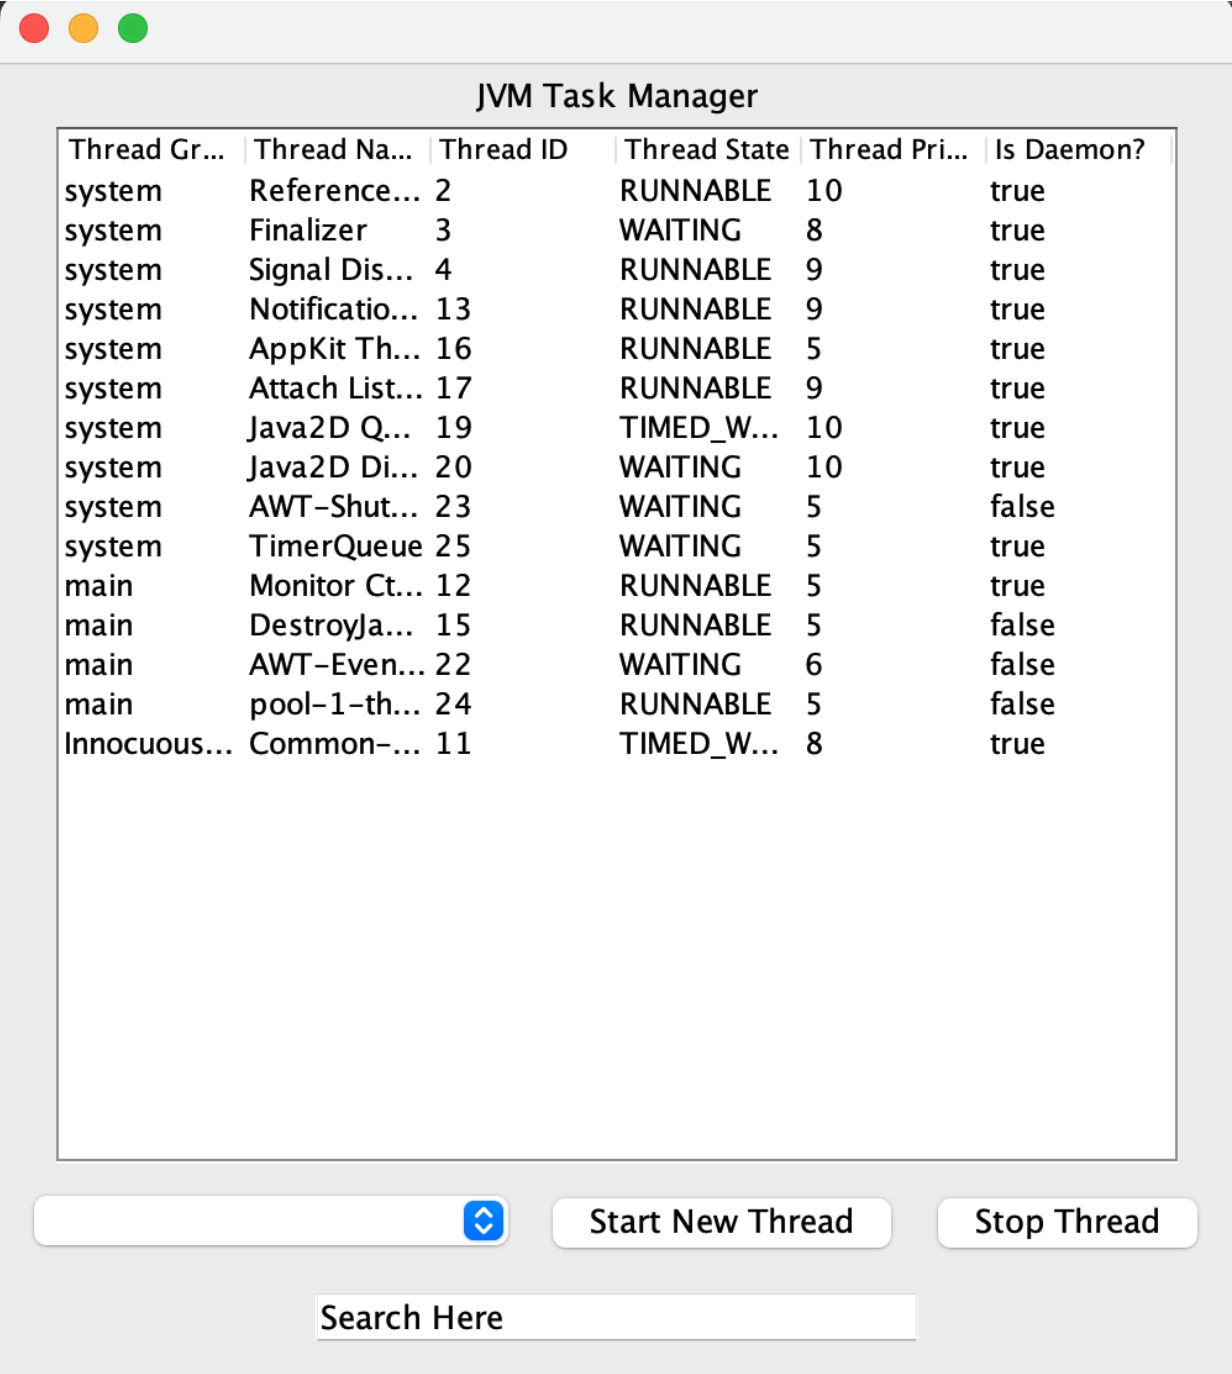 JVM Task Manager
Thread Gr... Thread Na... Thread ID Thread State Thread Pri... Is Daemon?
system Reference... 2 RUNNABLE 10 true
system Finalizer 3 WAITING 8 true
system Signal Dis... 4 RUNNABLE 9 true
system Notificatio... 13 RUNNABLE 9 true
system AppKit Th... 16 RUNNABLE 5 true
system Attach List... 17 RUNNABLE 9 true
system Java2D Q... 19 TIMED_W... 10 true
system Java2D Di... 20 WAITING 10 true
system AWT-Shut... 23 WAITING 5 false
system TimerQueue 25 WAITING 5 true
main Monitor Ct... 12 RUNNABLE 5 true
main DestroyJa... 15 RUNNABLE 5 false
main AWT-Even... 22 WAITING 6 false
main pool-1-th... 24 RUNNABLE 5 false
Innocuous... Common-... 11 TIMED_W... 8 true
Start New Thread Stop Thread
Search Here